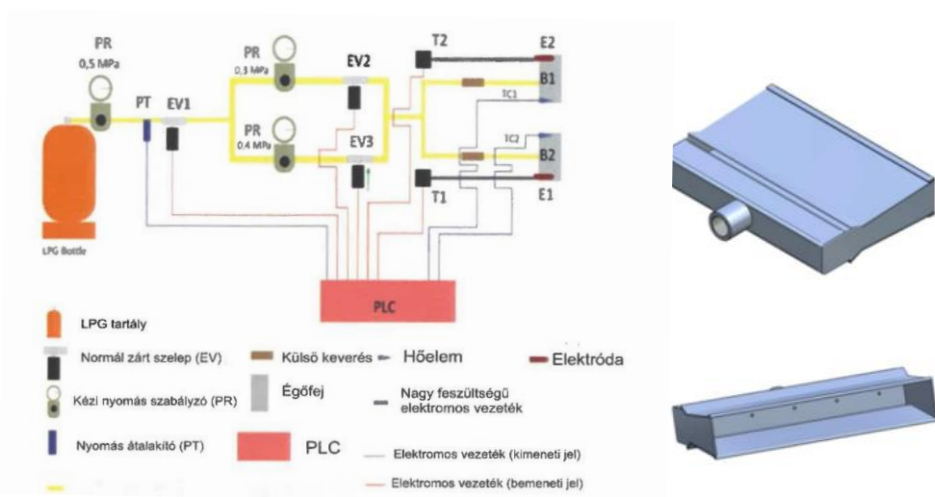 PR
0,5 MPa
PT
EV1
PR
0,3 MPa
EV2
PR
0.4 MPa
EV3
T2
E2
B1
TC1
TC2
B2
T1
E1
LPG Bottle
PLC
LPG tartály
Normál zárt szelep (EV)
Külső keverés
Hőelem
Elektróda
Kézi nyomás szabályzó (PR)
Égőfej
Nagy feszültségű
elektromos vezeték
Nyomás átalakító (PT)
PLC
Elektromos vezeték (kimeneti jel)
Elektromos vezeték (bemeneti jel)